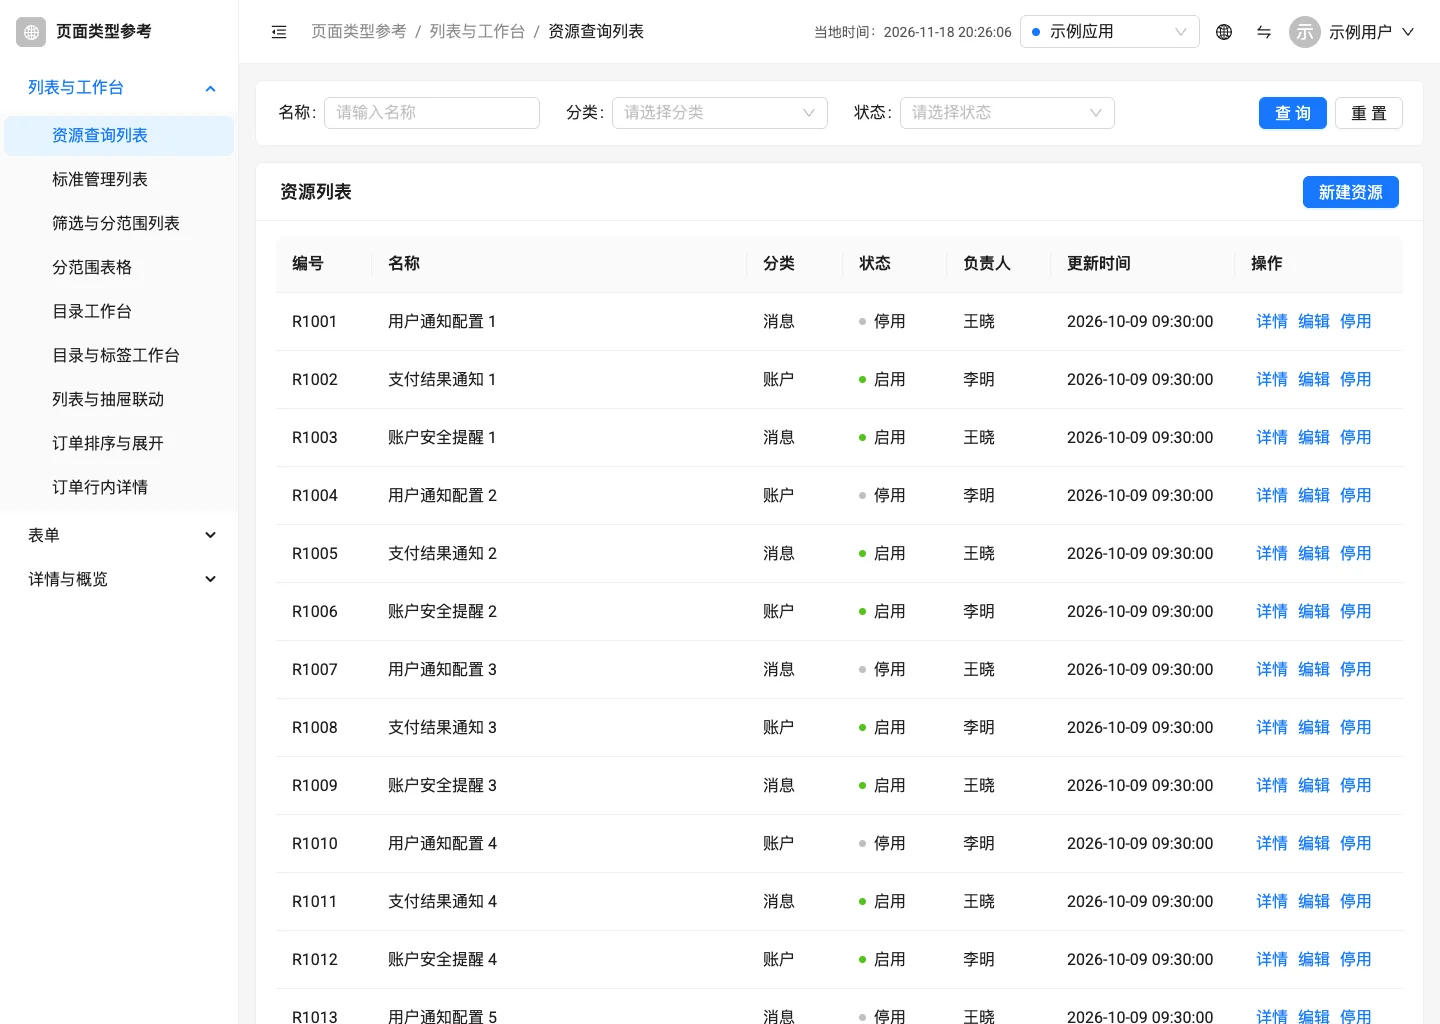 页面类型参考
列表与工作台
资源查询列表
标准管理列表
筛选与分范围列表
分范围表格
目录工作台
目录与标签工作台
列表与抽屉联动
订单排序与展开
订单行内详情
表单
详情与概览
页面类型参考 / 列表与工作台 / 资源查询列表
当地时间: 2026-11-18 20:26:06 示例应用 示 示例用户
名称: 请输入名称 分类: 请选择分类 状态: 请选择状态 查询 重置
资源列表 新建资源
编号 名称 分类 状态 负责人 更新时间 操作
R1001 用户通知配置 1 消息 停用 王晓 2026-10-09 09:30:00 详情 编辑 停用
R1002 支付结果通知 1 账户 启用 李明 2026-10-09 09:30:00 详情 编辑 停用
R1003 账户安全提醒 1 消息 启用 王晓 2026-10-09 09:30:00 详情 编辑 停用
R1004 用户通知配置 2 账户 停用 李明 2026-10-09 09:30:00 详情 编辑 停用
R1005 支付结果通知 2 消息 启用 王晓 2026-10-09 09:30:00 详情 编辑 停用
R1006 账户安全提醒 2 账户 启用 李明 2026-10-09 09:30:00 详情 编辑 停用
R1007 用户通知配置 3 消息 停用 王晓 2026-10-09 09:30:00 详情 编辑 停用
R1008 支付结果通知 3 账户 启用 李明 2026-10-09 09:30:00 详情 编辑 停用
R1009 账户安全提醒 3 消息 启用 王晓 2026-10-09 09:30:00 详情 编辑 停用
R1010 用户通知配置 4 账户 停用 李明 2026-10-09 09:30:00 详情 编辑 停用
R1011 支付结果通知 4 消息 启用 王晓 2026-10-09 09:30:00 详情 编辑 停用
R1012 账户安全提醒 4 账户 启用 李明 2026-10-09 09:30:00 详情 编辑 停用
R1013 用户通知配置 5 消息 停用 王晓 2026-10-09 09:30:00 详情 编辑 停用